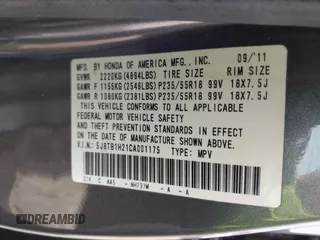 MFD. BY HONDA OF AMERICA MFG., INC. 09/'11
GVWR 2220KG(4894LBS) TIRE SIZE RIM SIZE
GAWR F 1155KG(2546LBS) P235/55R18 99V 18X7.5J
GAWR R 1080KG(2381LBS) P235/55R18 99V 18X7.5J
THIS VEHICLE CONFORMS TO ALL APPLICABLE
FEDERAL MOTOR VEHICLE SAFETY AND
THEFT PREVENTION STANDARDS IN EFFECT ON
THE DATE OF MANUFACTURE SHOWN ABOVE.
V.I.N.: 5J8TB1H21CA001175 TYPE: MPV
STK C AA5 - NH737M - A - A